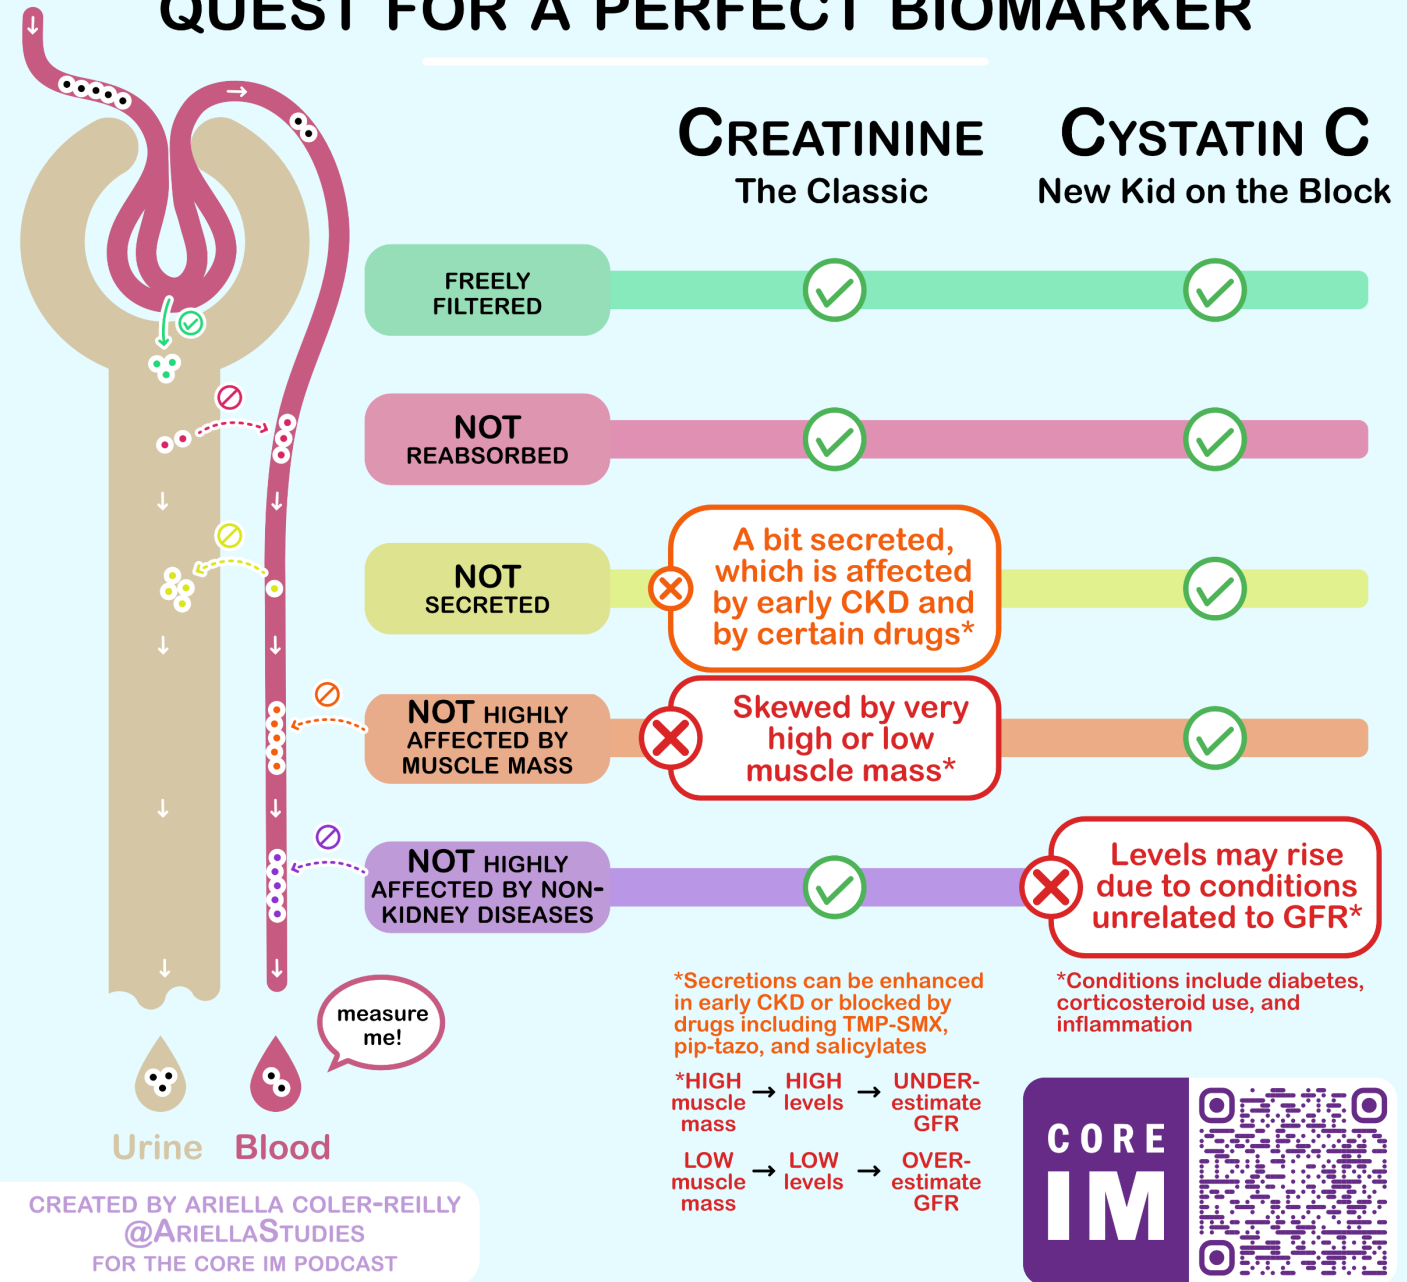 QUEST FOR A PERFECT BIOMARKER
CREATININE
The Classic
CYSTATIN C
New Kid on the Block
FREELY
FILTERED
NOT
REABSORBED
NOT
SECRETED
A bit secreted,
which is affected
by early CKD and
by certain drugs*
NOT HIGHLY
AFFECTED BY
MUSCLE MASS
Skewed by very
high or low
muscle mass*
NOT HIGHLY
AFFECTED BY NON-
KIDNEY DISEASES
Levels may rise
due to conditions
unrelated to GFR*
measure
me!
Urine
Blood
*Secretions can be enhanced
in early CKD or blocked by
drugs including TMP-SMX,
pip-tazo, and salicylates
*HIGH
muscle
mass
→
HIGH
levels
→
UNDER-
estimate
GFR
LOW
muscle
mass
→
LOW
levels
→
OVER-
estimate
GFR
*Conditions include diabetes,
corticosteroid use, and
inflammation
CORE
IM
CREATED BY ARIELLA COLER-REILLY
@ARIELLASTUDIES
FOR THE CORE IM PODCAST